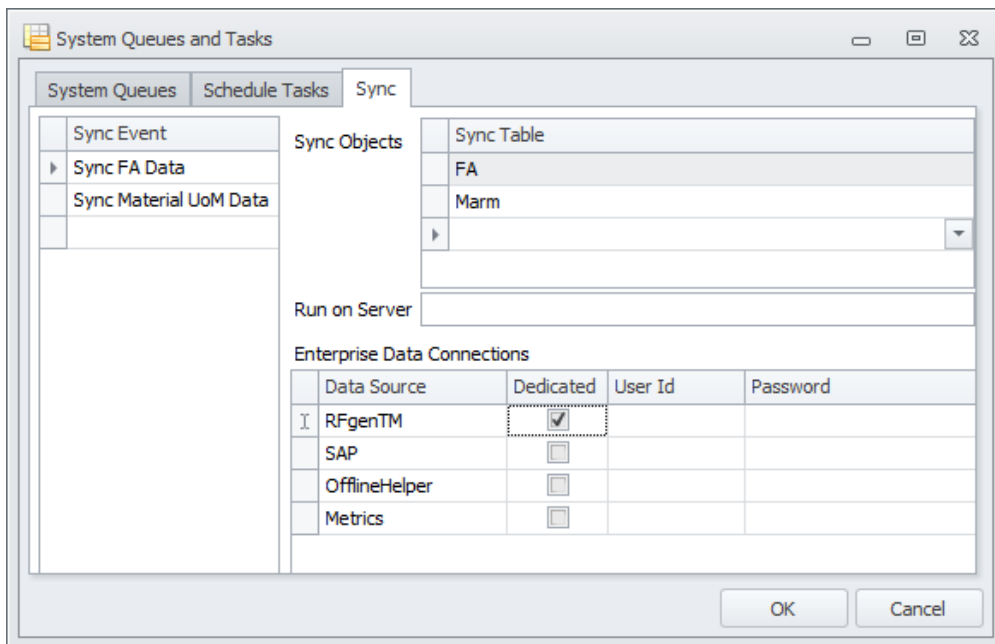 System Queues and Tasks
System Queues Schedule Tasks Sync
Sync Event
Sync FA Data
Sync Material UoM Data
Sync Objects
Sync Table
FA
Marm
Run on Server
Enterprise Data Connections
Data Source Dedicated User Id Password
RFgenTM
SAP
OfflineHelper
Metrics
OK Cancel